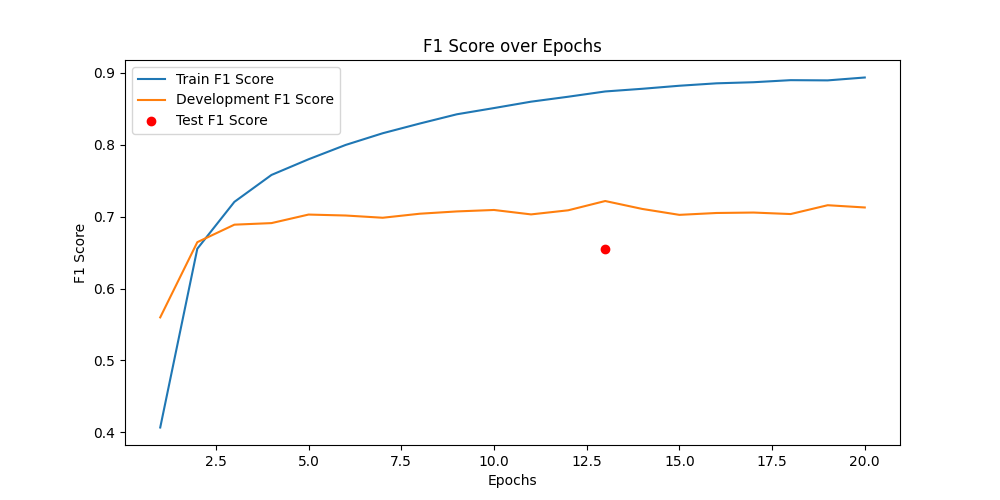 F1 Score over Epochs
Train F1 Score
Development F1 Score
Test F1 Score
F1 Score
0.9
0.8
0.7
0.6
0.5
0.4
2.5 5.0 7.5 10.0 12.5 15.0 17.5 20.0
Epochs